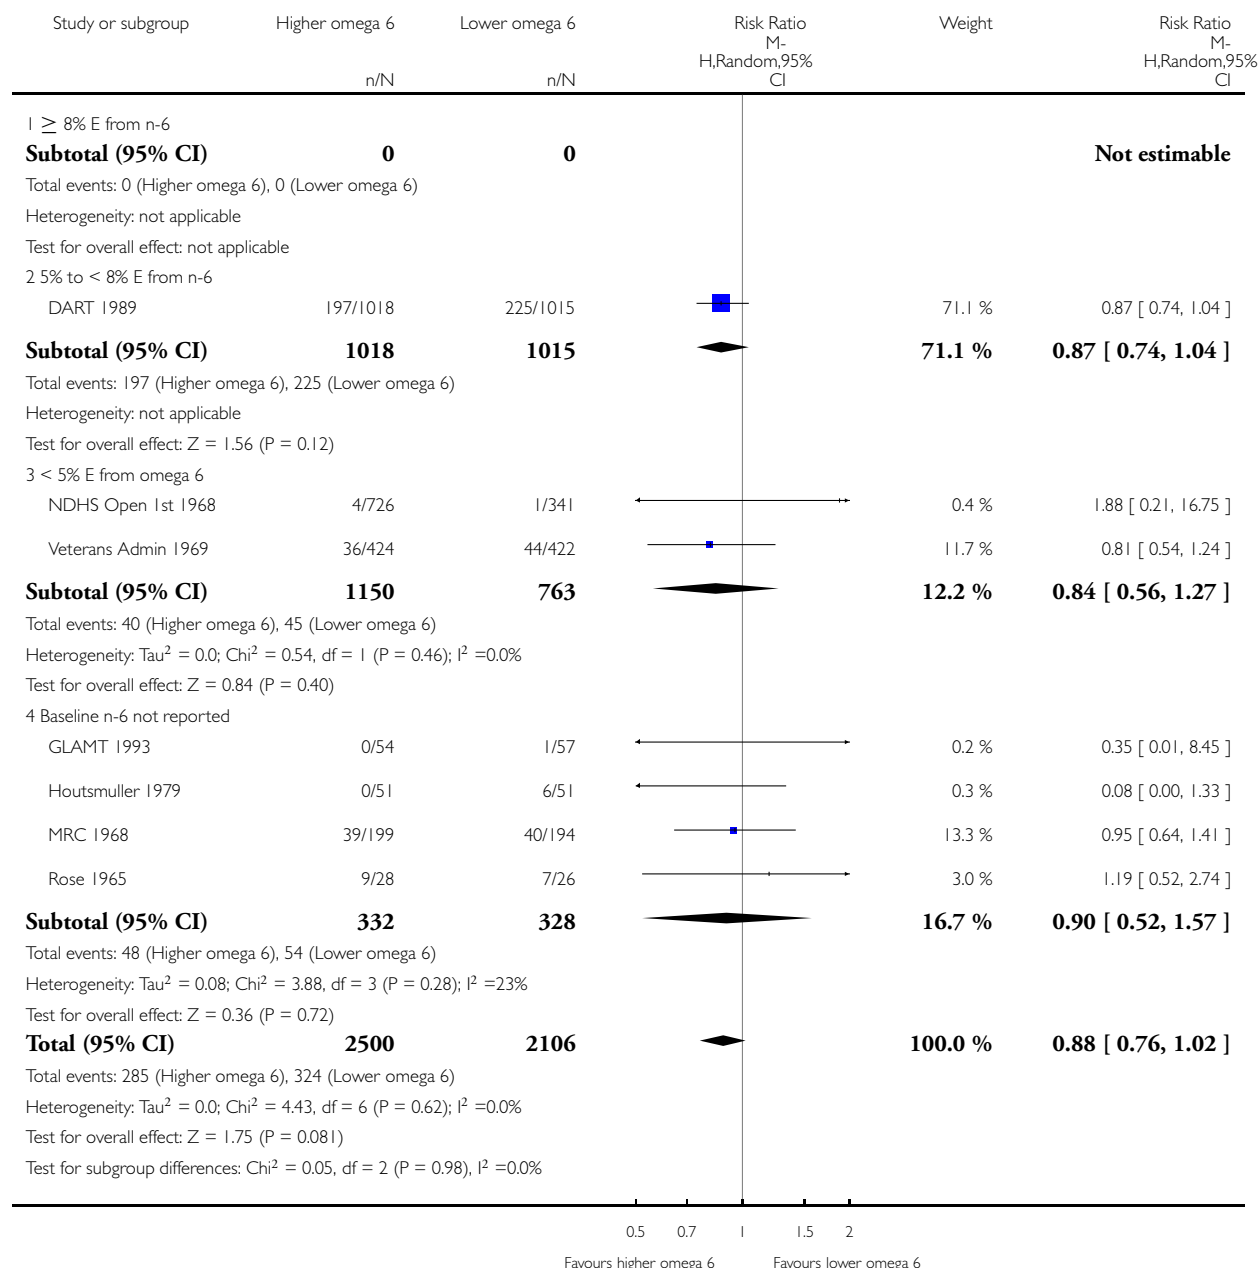 Study or subgroup Higher omega 6 Lower omega 6 Risk Ratio Weight Risk Ratio
M- M-
H,Random,95% H,Random,95%
n/N n/N CI CI
1 ≥ 8% E from n-6
Subtotal (95% CI) 0 0 Not estimable
Total events: 0 (Higher omega 6), 0 (Lower omega 6)
Heterogeneity: not applicable
Test for overall effect: not applicable
2 5% to < 8% E from n-6
DART 1989 197/1018 225/1015 71.1 % 0.87 [ 0.74, 1.04 ]
Subtotal (95% CI) 1018 1015 71.1 % 0.87 [ 0.74, 1.04 ]
Total events: 197 (Higher omega 6), 225 (Lower omega 6)
Heterogeneity: not applicable
Test for overall effect: Z = 1.56 (P = 0.12)
3 < 5% E from omega 6
NDHS Open 1st 1968 4/726 1/341 0.4 % 1.88 [ 0.21, 16.75 ]
Veterans Admin 1969 36/424 44/422 11.7 % 0.81 [ 0.54, 1.24 ]
Subtotal (95% CI) 1150 763 12.2 % 0.84 [ 0.56, 1.27 ]
Total events: 40 (Higher omega 6), 45 (Lower omega 6)
Heterogeneity: Tau² = 0.0; Chi² = 0.54, df = 1 (P = 0.46); I² =0.0%
Test for overall effect: Z = 0.84 (P = 0.40)
4 Baseline n-6 not reported
GLAMT 1993 0/54 1/57 0.2 % 0.35 [ 0.01, 8.45 ]
Houtsmuller 1979 0/51 6/51 0.3 % 0.08 [ 0.00, 1.33 ]
MRC 1968 39/199 40/194 13.3 % 0.95 [ 0.64, 1.41 ]
Rose 1965 9/28 7/26 3.0 % 1.19 [ 0.52, 2.74 ]
Subtotal (95% CI) 332 328 16.7 % 0.90 [ 0.52, 1.57 ]
Total events: 48 (Higher omega 6), 54 (Lower omega 6)
Heterogeneity: Tau² = 0.08; Chi² = 3.88, df = 3 (P = 0.28); I² =23%
Test for overall effect: Z = 0.36 (P = 0.72)
Total (95% CI) 2500 2106 100.0 % 0.88 [ 0.76, 1.02 ]
Total events: 285 (Higher omega 6), 324 (Lower omega 6)
Heterogeneity: Tau² = 0.0; Chi² = 4.43, df = 6 (P = 0.62); I² =0.0%
Test for overall effect: Z = 1.75 (P = 0.081)
Test for subgroup differences: Chi² = 0.05, df = 2 (P = 0.98), I² =0.0%
0.5 0.7 1 1.5 2
Favours higher omega 6 Favours lower omega 6